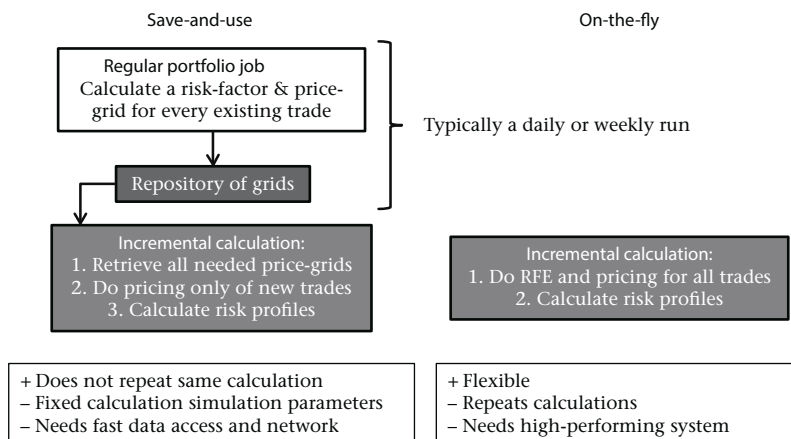 Save-and-use
On-the-fly
Regular portfolio job
Calculate a risk-factor & price-
grid for every existing trade
Typically a daily or weekly run
Repository of grids
Incremental calculation:
1. Retrieve all needed price-grids
2. Do pricing only of new trades
3. Calculate risk profiles
Incremental calculation:
1. Do RFE and pricing for all trades
2. Calculate risk profiles
+ Does not repeat same calculation
– Fixed calculation simulation parameters
– Needs fast data access and network
+ Flexible
– Repeats calculations
– Needs high-performing system